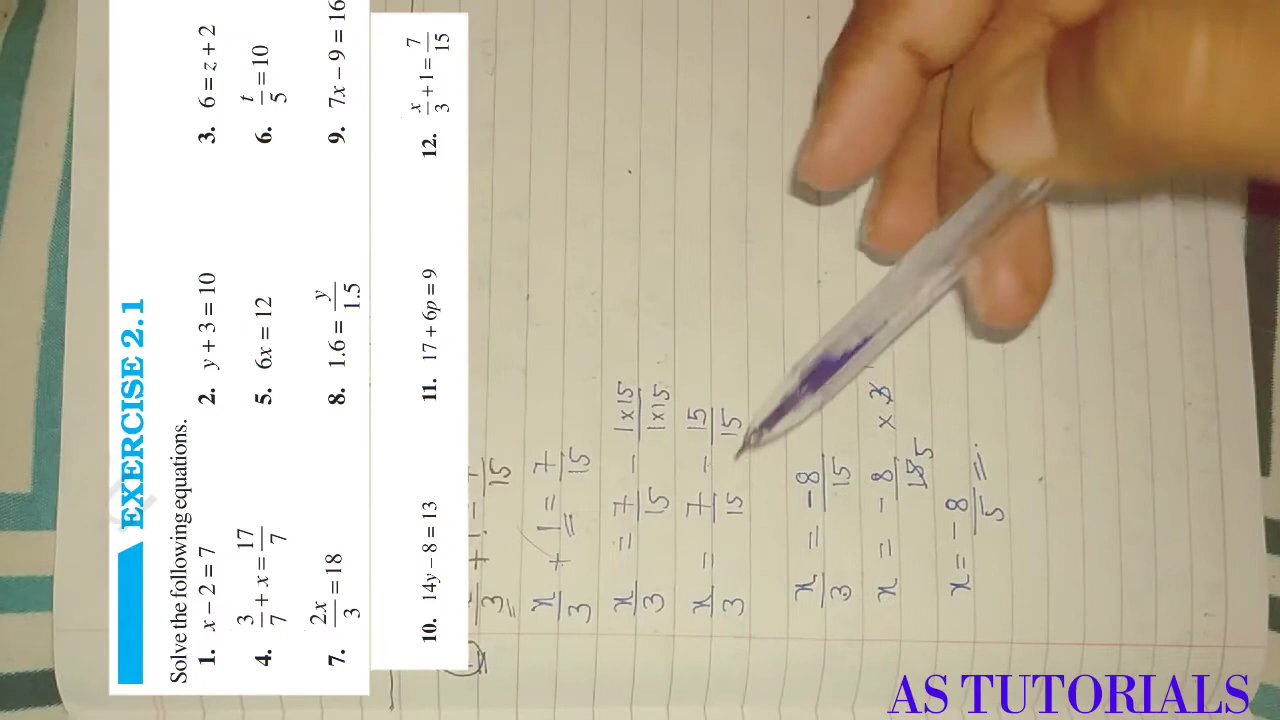 EXERCISE 2.1
Solve the following equations.
1. x − 2 = 7 2. y + 3 = 10 3. 6 = z + 2
4. 3/7 + x = 17/7 5. 6x = 12 6. t/5 = 10
7. 2x/3 = 18 8. 1.6 = y/1.5 9. 7x − 9 = 16
10. 14y − 8 = 13 11. 17 + 6p = 9 12. x/3 + 1 = 7/15
x/3 + 1 = 7/15
x/3 = 7/15 − 1×15/1×15
x/3 = 7/15 − 15/15
x/3 = −8/15
x = −8/15 × 3
5
x = −8/5
AS TUTORIALS